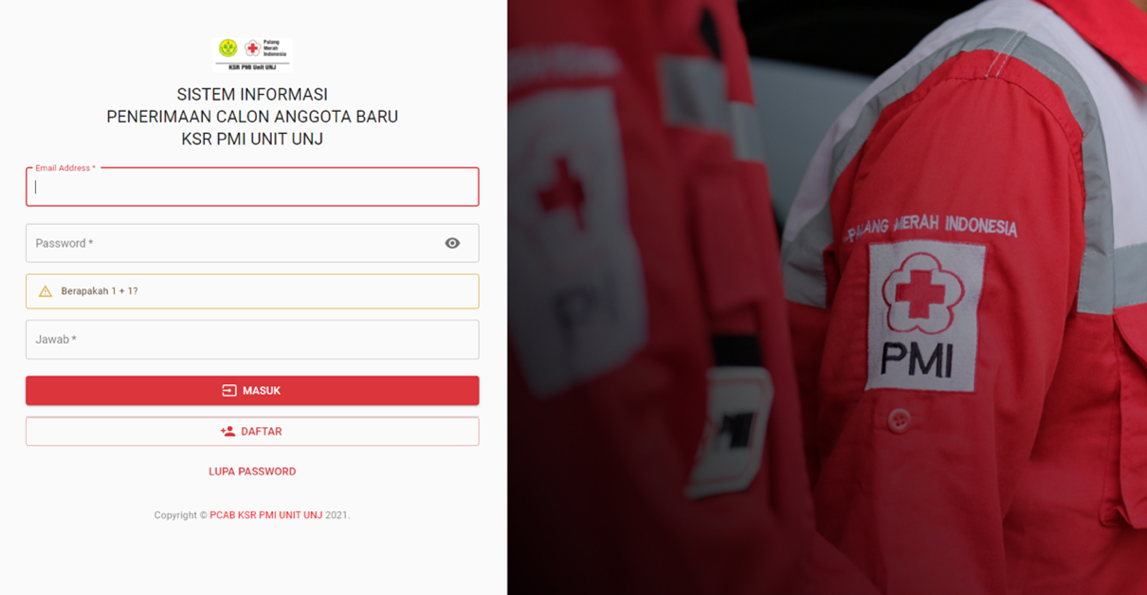 Palang
Merah
Indonesia
KSR PMI Unit UNJ
SISTEM INFORMASI
PENERIMAAN CALON ANGGOTA BARU
KSR PMI UNIT UNJ
Email Address *
Password *
Berapakah 1 + 1?
Jawab *
MASUK
DAFTAR
LUPA PASSWORD
Copyright © PCAB KSR PMI UNIT UNJ 2021.
PALANG MERAH INDONESIA
PMI